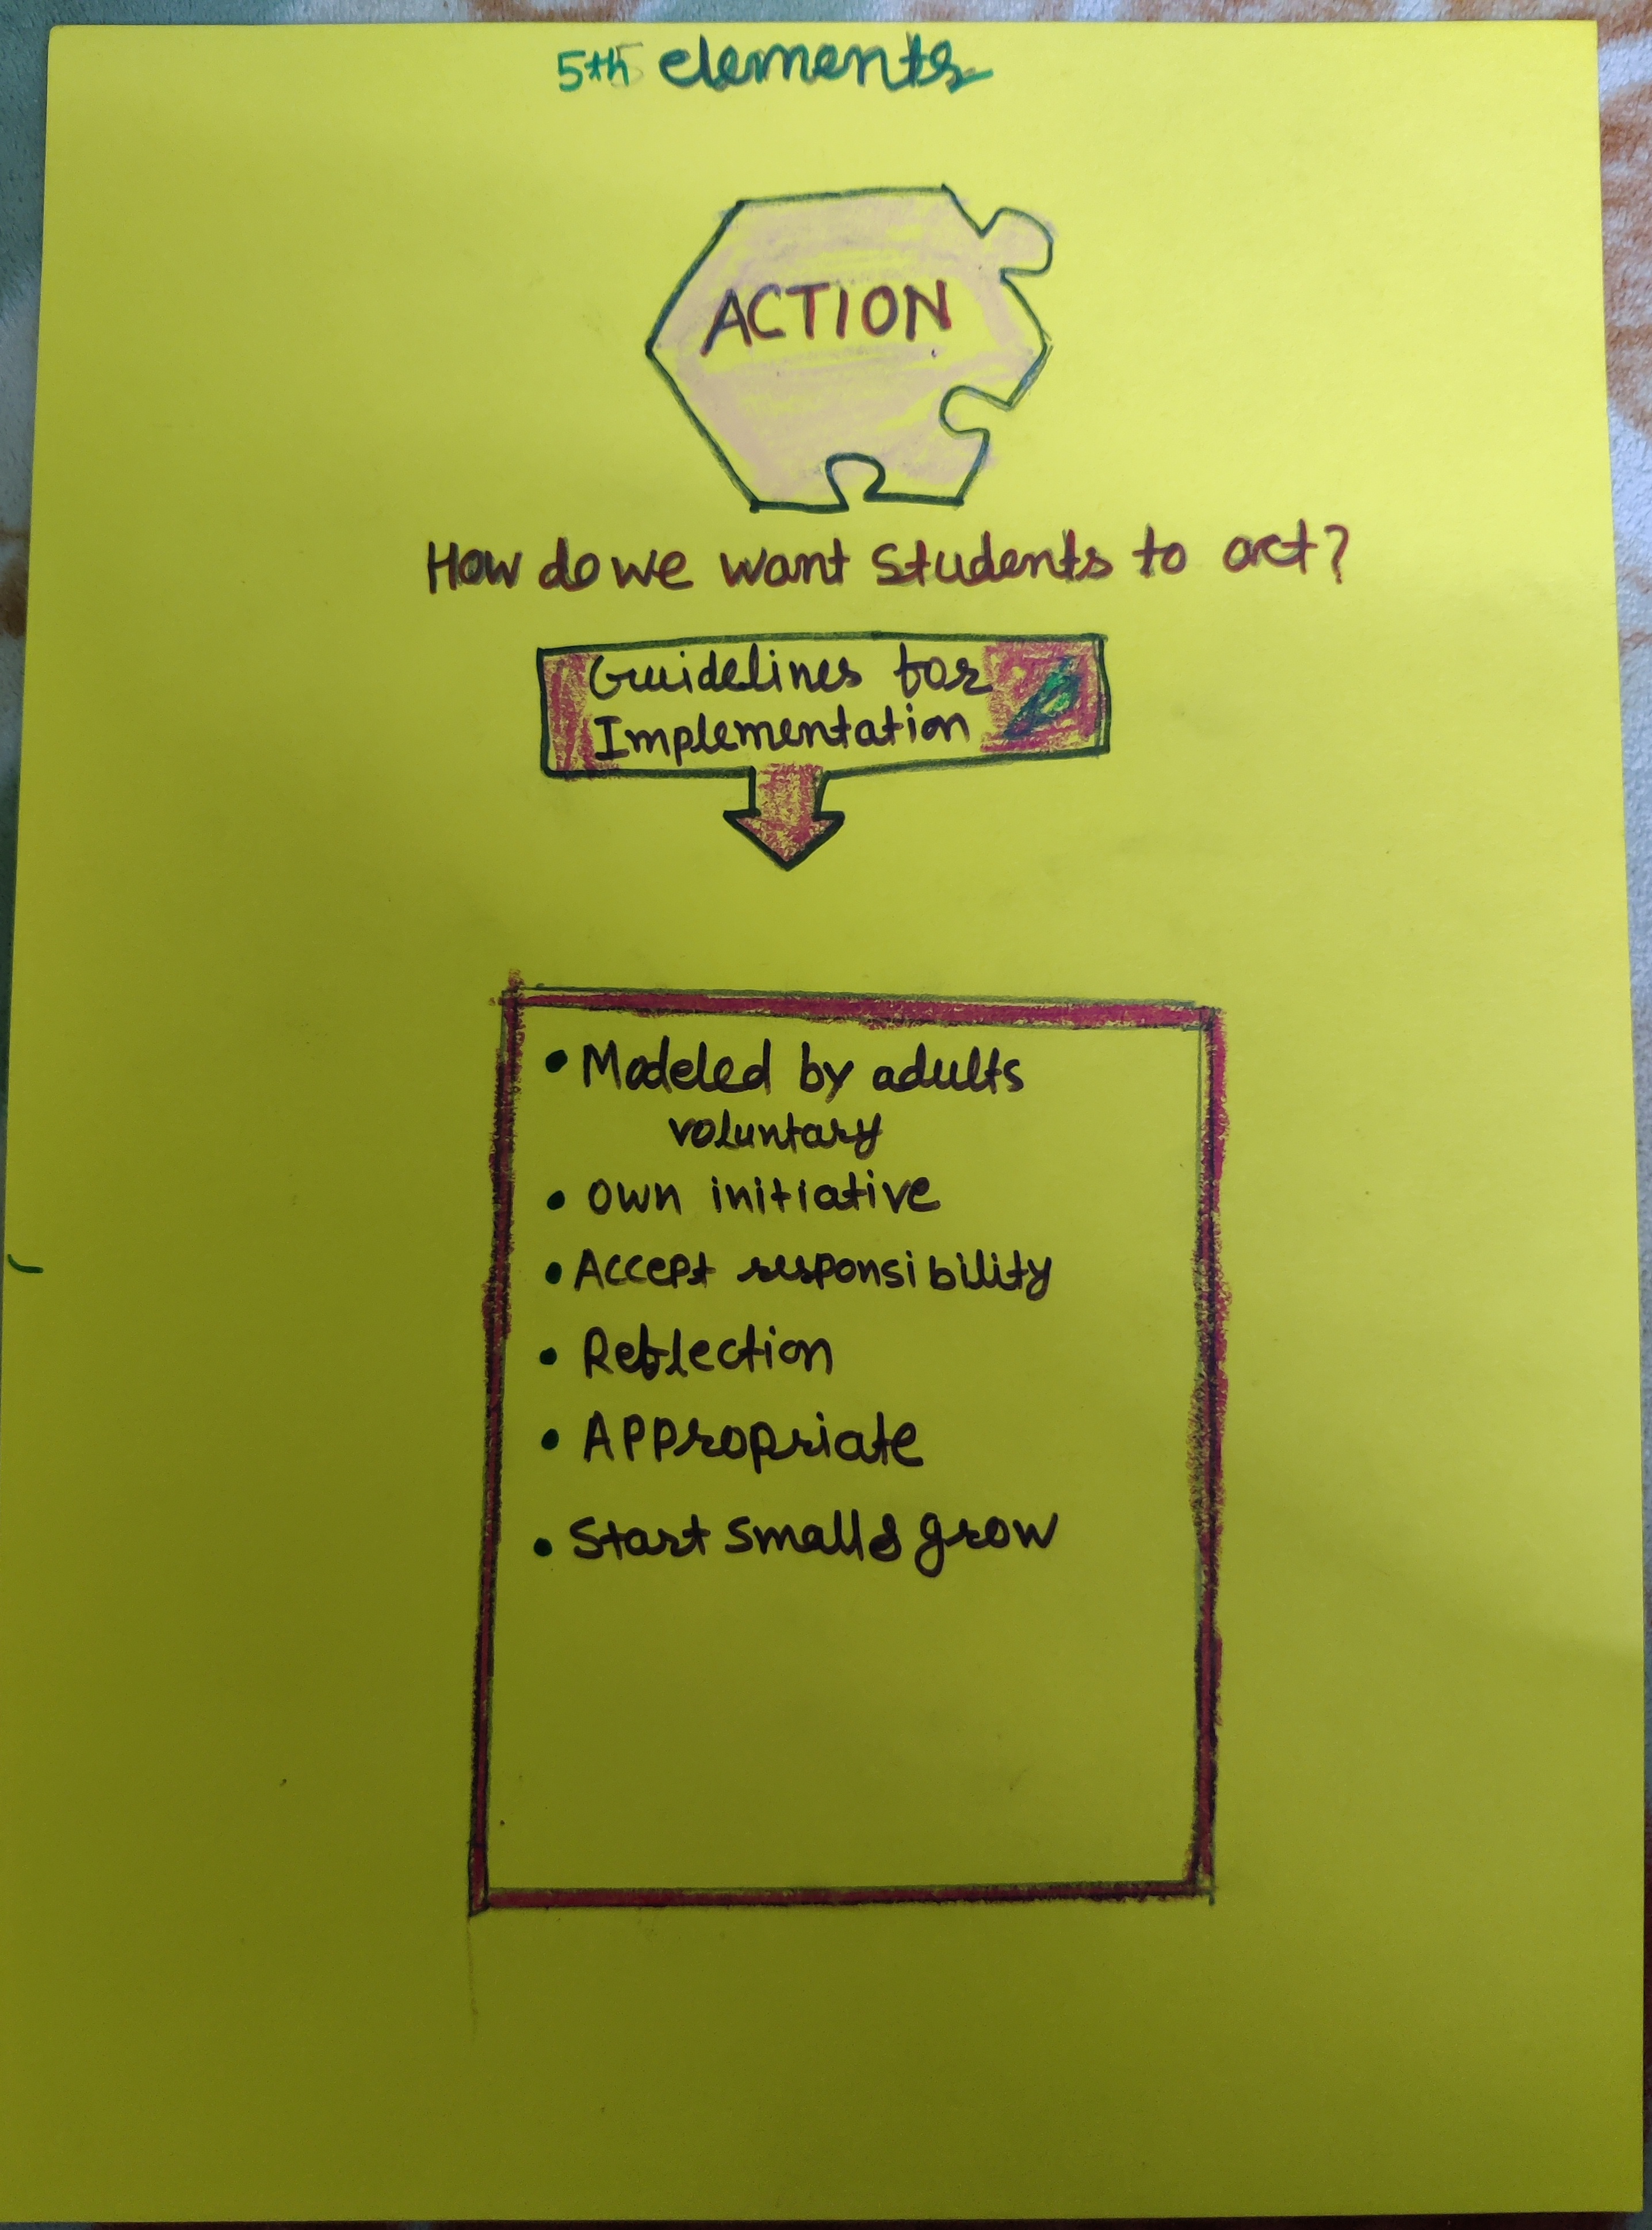 5th elements
ACTION
How do we want students to act?
Guidelines for
Implementation
• Modeled by adults
voluntary
• Own initiative
• Accept responsibility
• Reflection
• Appropriate
• Start small & grow